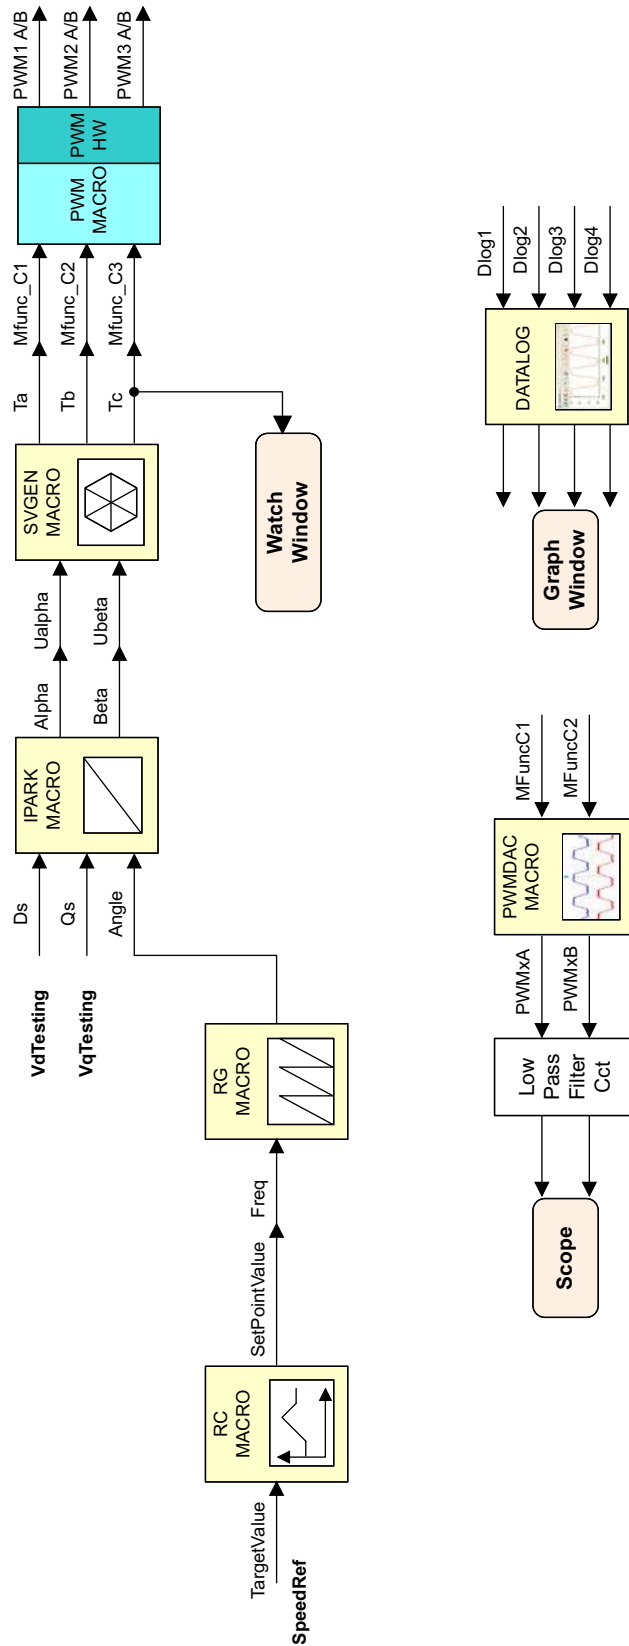 VdTesting
Ds
VqTesting
Qs
Angle
IPARK
MACRO
Alpha
Ualpha
Beta
Ubeta
SVGEN
MACRO
Ta
Mfunc_C1
Tb
Mfunc_C2
Tc
Mfunc_C3
PWM
MACRO
PWM
HW
PWM1 A/B
PWM2 A/B
PWM3 A/B
TargetValue
SpeedRef
RC
MACRO
SetPointValue
Freq
RG
MACRO
Watch
Window
Scope
Low
Pass
Filter
Cct
PWMxA
PWMxB
PWMDAC
MACRO
MFuncC1
MFuncC2
Graph
Window
DATALOG
Dlog1
Dlog2
Dlog3
Dlog4